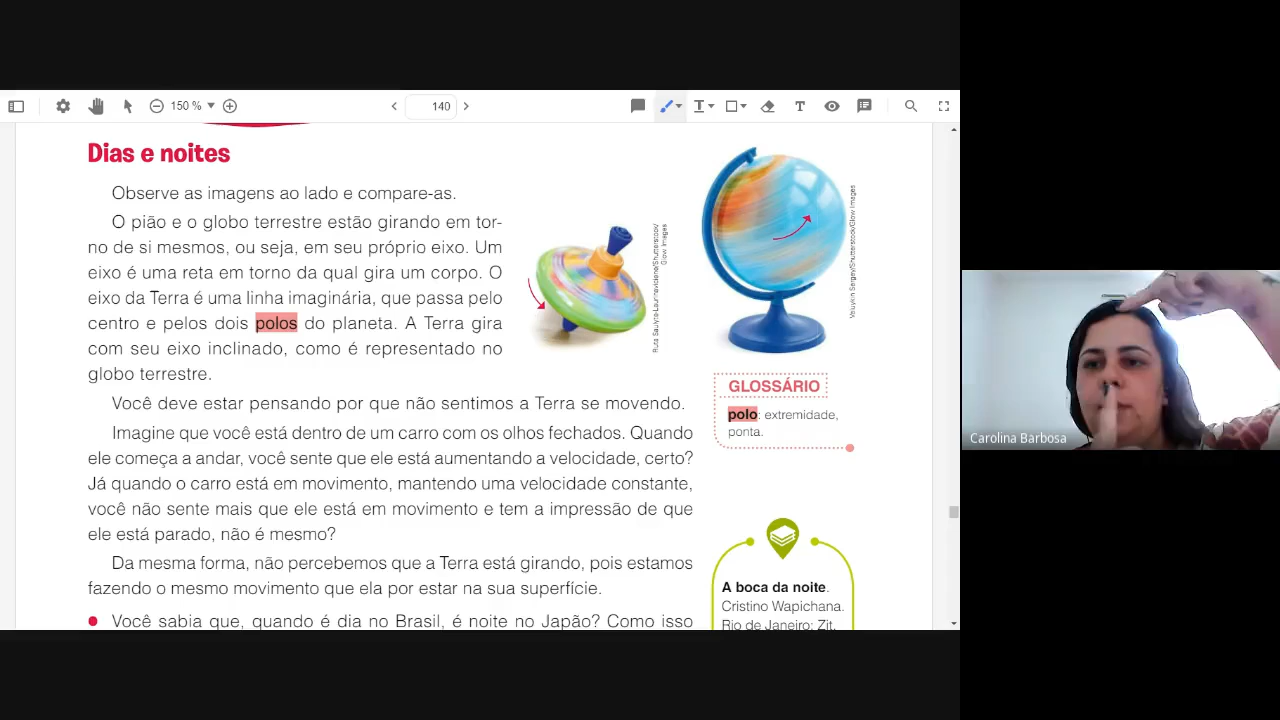 150 %
140
T
Dias e noites
Observe as imagens ao lado e compare-as.
O pião e o globo terrestre estão girando em tor-
no de si mesmos, ou seja, em seu próprio eixo. Um
eixo é uma reta em torno da qual gira um corpo. O
eixo da Terra é uma linha imaginária, que passa pelo
centro e pelos dois polos do planeta. A Terra gira
com seu eixo inclinado, como é representado no
globo terrestre.
Você deve estar pensando por que não sentimos a Terra se movendo.
Imagine que você está dentro de um carro com os olhos fechados. Quando
ele começa a andar, você sente que ele está aumentando a velocidade, certo?
Já quando o carro está em movimento, mantendo uma velocidade constante,
você não sente mais que ele está em movimento e tem a impressão de que
ele está parado, não é mesmo?
Da mesma forma, não percebemos que a Terra está girando, pois estamos
fazendo o mesmo movimento que ela por estar na sua superfície.
Você sabia que, quando é dia no Brasil, é noite no Japão? Como isso
Glow Images
Valuykin Sergey/Shutterstock/Glow Images
GLOSSÁRIO
polo: extremidade,
ponta.
A boca da noite.
Cristino Wapichana.
Rio de Janeiro: Zit,
Carolina Barbosa